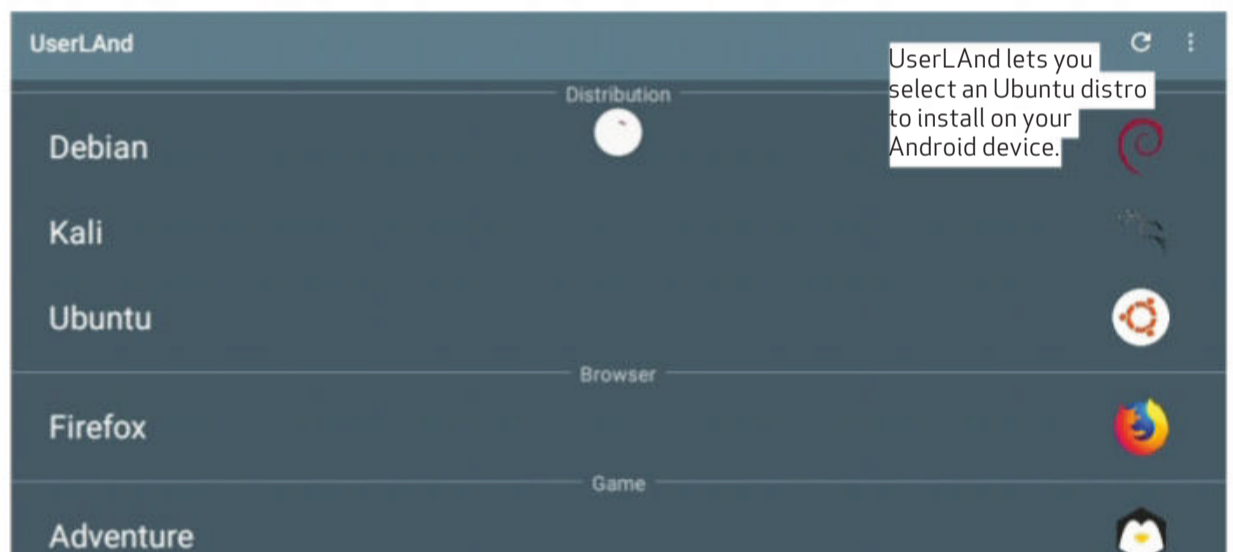 UserLAnd
UserLAnd lets you
select an Ubuntu distro
to install on your
Android device.
Distribution
Debian
Kali
Ubuntu
Browser
Firefox
Game
Adventure